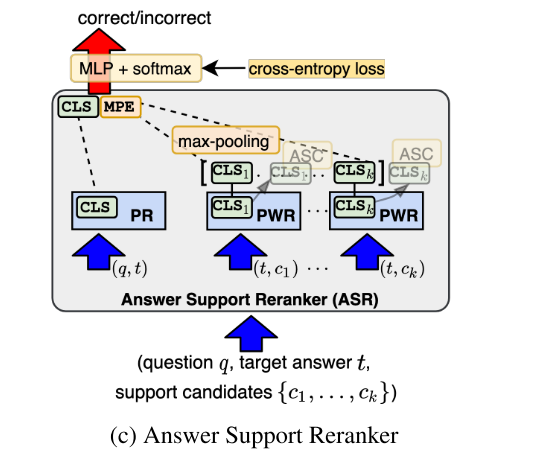 correct/incorrect
MLP + softmax
cross-entropy loss
CLS MPE
max-pooling
ASC
ASC
[CLS₁ . CLS₁ . . CLSₖ] CLSₖ
CLS PR
CLS₁ PWR ... CLSₖ PWR
(q, t) (t, c₁) ... (t, cₖ)
Answer Support Reranker (ASR)
(question q, target answer t,
support candidates {c₁, . . . , cₖ})
(c) Answer Support Reranker